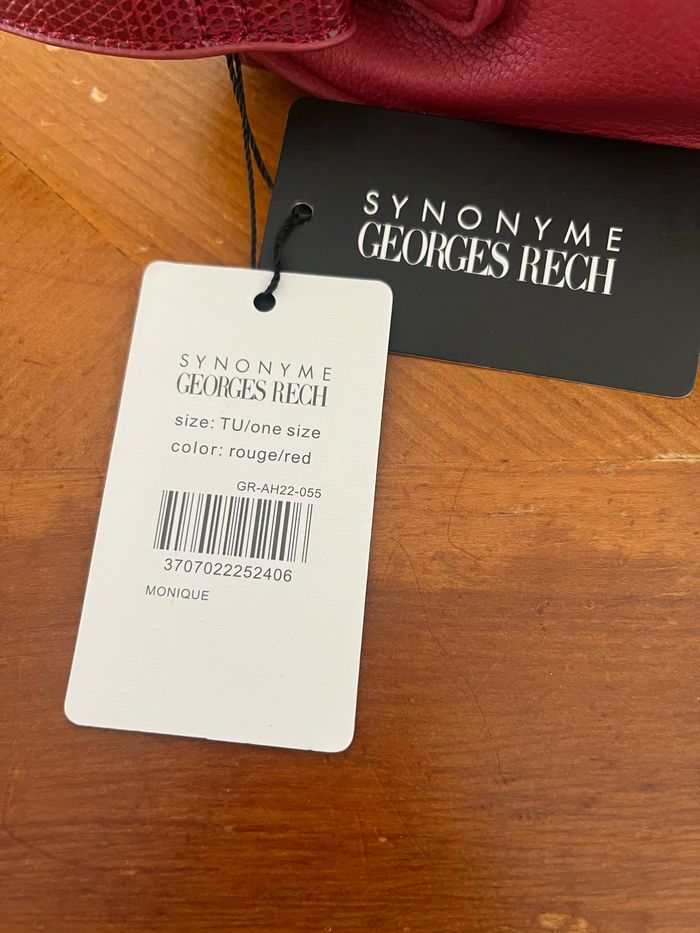 SYNONYME
GEORGES RECH
SYNONYME
GEORGES RECH
size: TU/one size
color: rouge/red
GR-AH22-055
3707022252406
MONIQUE